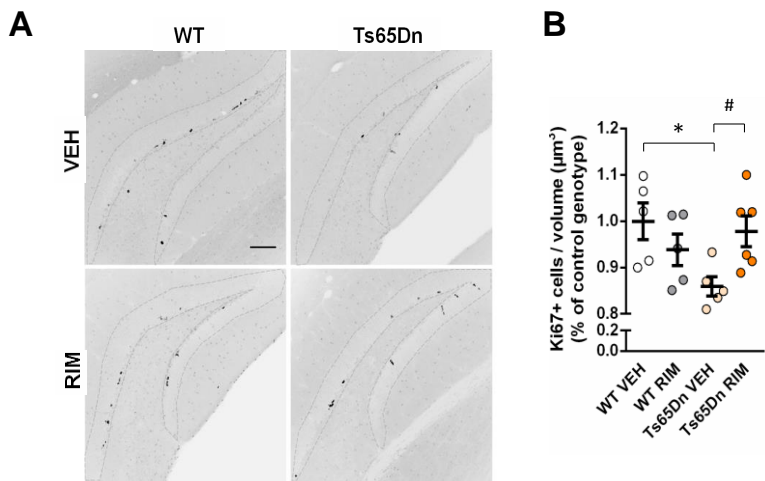 A
WT
Ts65Dn
VEH
RIM
B
Ki67+ cells / volume (µm³)
(% of control genotype)
1.2
1.1
1.0
0.9
0.8
0.2
0.0
*
#
WT VEH
WT RIM
Ts65Dn VEH
Ts65Dn RIM